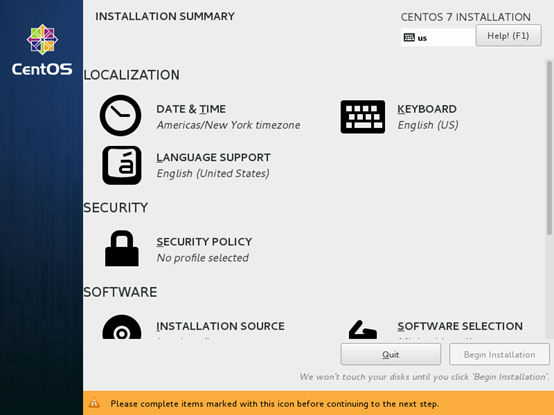 INSTALLATION SUMMARY
CENTOS 7 INSTALLATION
us
Help! (F1)
CentOS
LOCALIZATION
DATE & TIME
Americas/New York timezone
KEYBOARD
English (US)
á
LANGUAGE SUPPORT
English (United States)
SECURITY
SECURITY POLICY
No profile selected
SOFTWARE
INSTALLATION SOURCE
SOFTWARE SELECTION
Quit
Begin Installation
We won't touch your disks until you click 'Begin Installation'.
Please complete items marked with this icon before continuing to the next step.